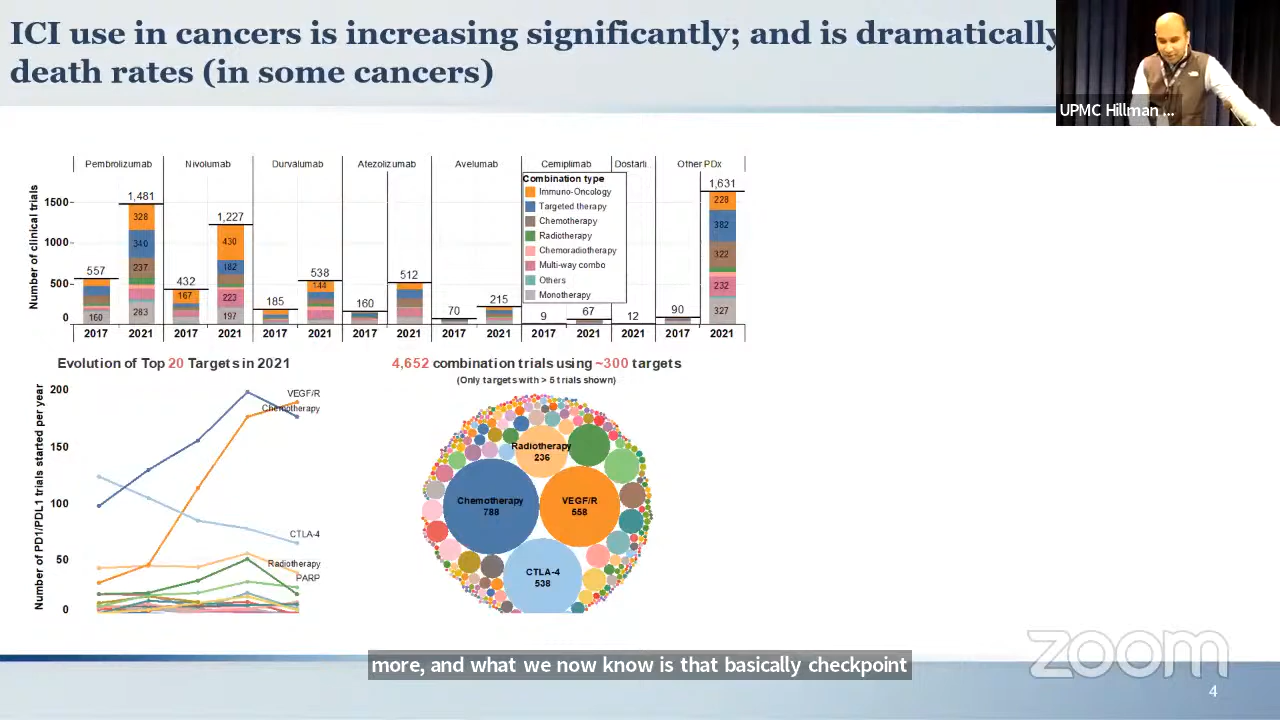 ICI use in cancers is increasing significantly; and is dramatically
death rates (in some cancers)
UPMC Hillman ...
Pembrolizumab Nivolumab Durvalumab Atezolizumab Avelumab Cemiplimab Dostarli. Other PDx
Number of clinical trials
1500
1000
500
0
557
160
1,481
328
340
237
283
432
167
1,227
430
182
223
197
185
538
144
160
512
70
215
9
67
12
90
1,631
228
382
322
232
327
Combination type
Immuno-Oncology
Targeted therapy
Chemotherapy
Radiotherapy
Chemoradiotherapy
Multi-way combo
Others
Monotherapy
2017 2021 2017 2021 2017 2021 2017 2021 2017 2021 2017 2021 2021 2017 2021
Evolution of Top 20 Targets in 2021
Number of PD1/PDL1 trials started per year
200
150
100
50
0
VEGF/R
Chemotherapy
CTLA-4
Radiotherapy
PARP
4,652 combination trials using ~300 targets
(Only targets with > 5 trials shown)
Radiotherapy
236
Chemotherapy
788
VEGF/R
558
CTLA-4
538
zoom
more, and what we now know is that basically checkpoint
4